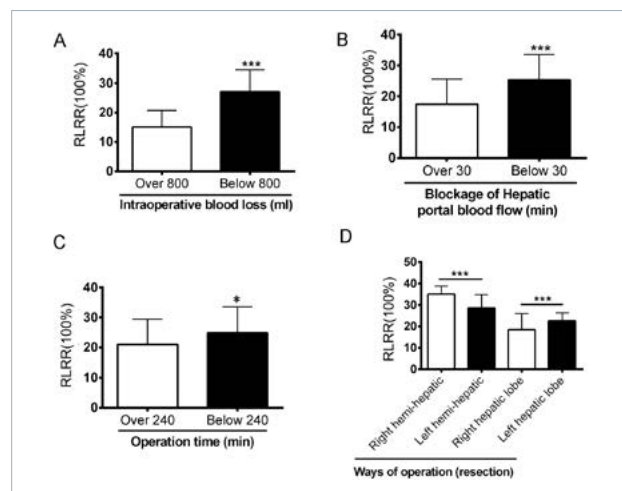 A
RLRR(100%)
40
30
20
10
0
***
Over 800
Below 800
Intraoperative blood loss (ml)
B
RLRR(100%)
40
30
20
10
0
***
Over 30
Below 30
Blockage of Hepatic
portal blood flow (min)
C
RLRR(100%)
40
30
20
10
0
*
Over 240
Below 240
Operation time (min)
D
RLRR(100%)
50
40
30
20
10
0
***
***
Right hemi-hepatic
Left hemi-hepatic
Right hepatic lobe
Left hepatic lobe
Ways of operation (resection)